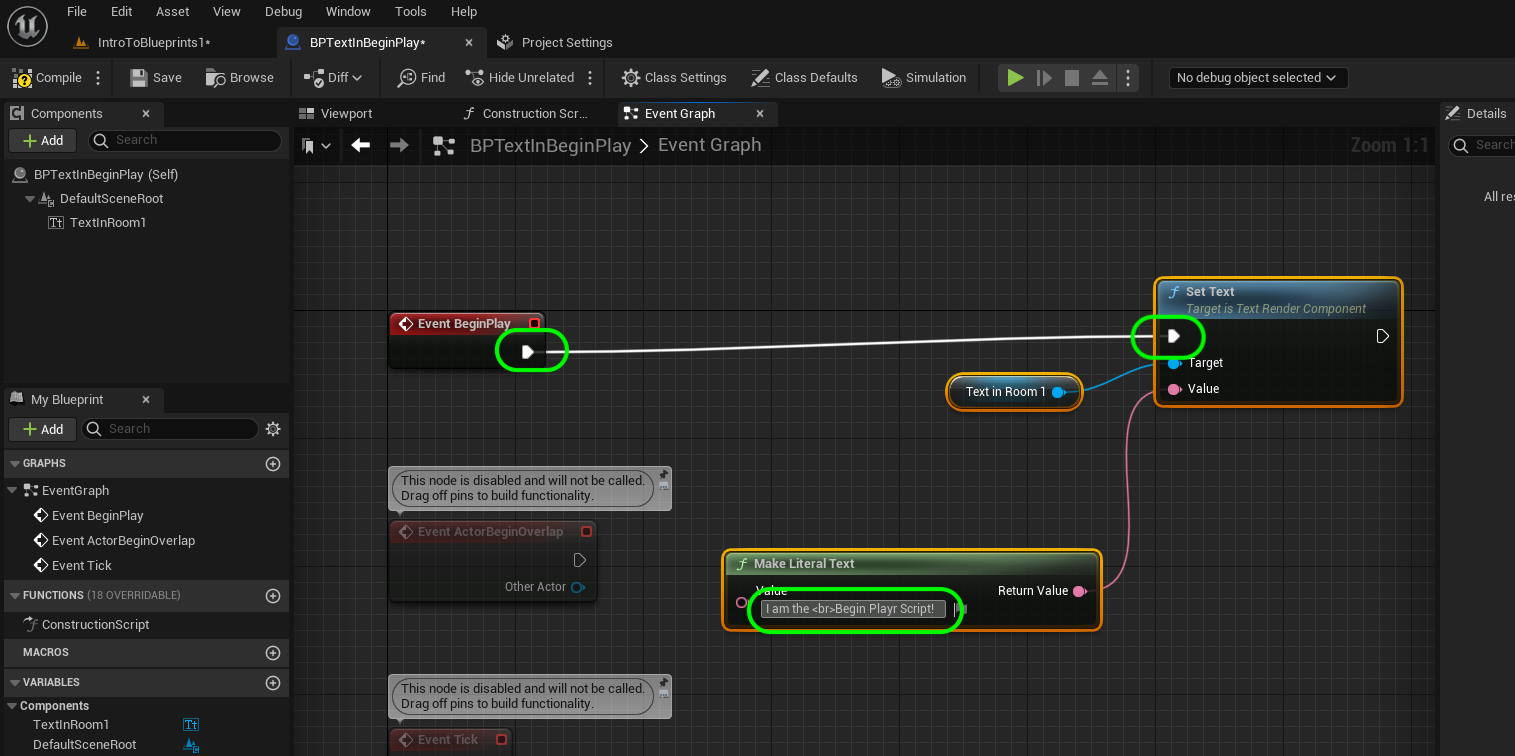 File Edit Asset View Debug Window Tools Help
IntroToBlueprints1* BPTextInBeginPlay* Project Settings
Compile Save Browse Diff Find Hide Unrelated Class Settings Class Defaults Simulation No debug object selected
Components Viewport Construction Scr... Event Graph Details
Add Search BPTextInBeginPlay > Event Graph Zoom 1:1 Search
BPTextInBeginPlay (Self)
DefaultSceneRoot
TextInRoom1
All res
Set Text
Target is Text Render Component
Event BeginPlay
Target
Text in Room 1 Value
My Blueprint
Add Search
GRAPHS
EventGraph
Event BeginPlay
Event ActorBeginOverlap
Event Tick
FUNCTIONS (18 OVERRIDABLE)
ConstructionScript
MACROS
VARIABLES
Components
TextInRoom1
DefaultSceneRoot
This node is disabled and will not be called.
Drag off pins to build functionality.
Event ActorBeginOverlap
Other Actor
Make Literal Text
Value Return Value
I am the <br>Begin Playr Script!
This node is disabled and will not be called.
Drag off pins to build functionality.
Event Tick